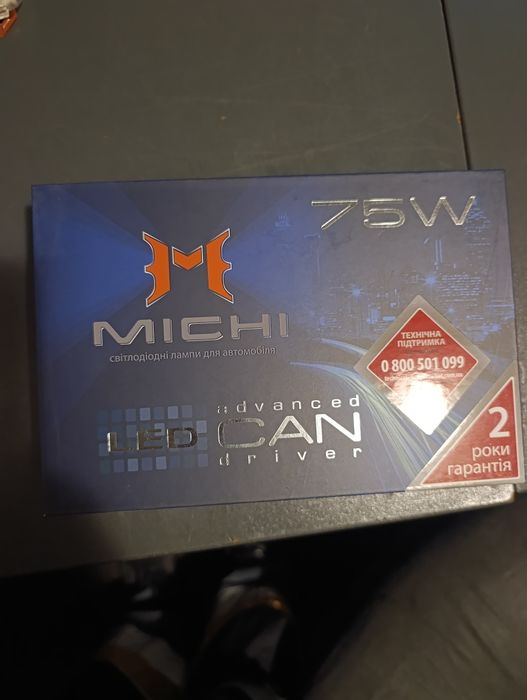 75W
MICHI
світлодіодні лампи для автомобіля
ТЕХНІЧНА
ПІДТРИМКА
0 800 501 099
advanced
LED CAN
driver
2
роки
гарантія